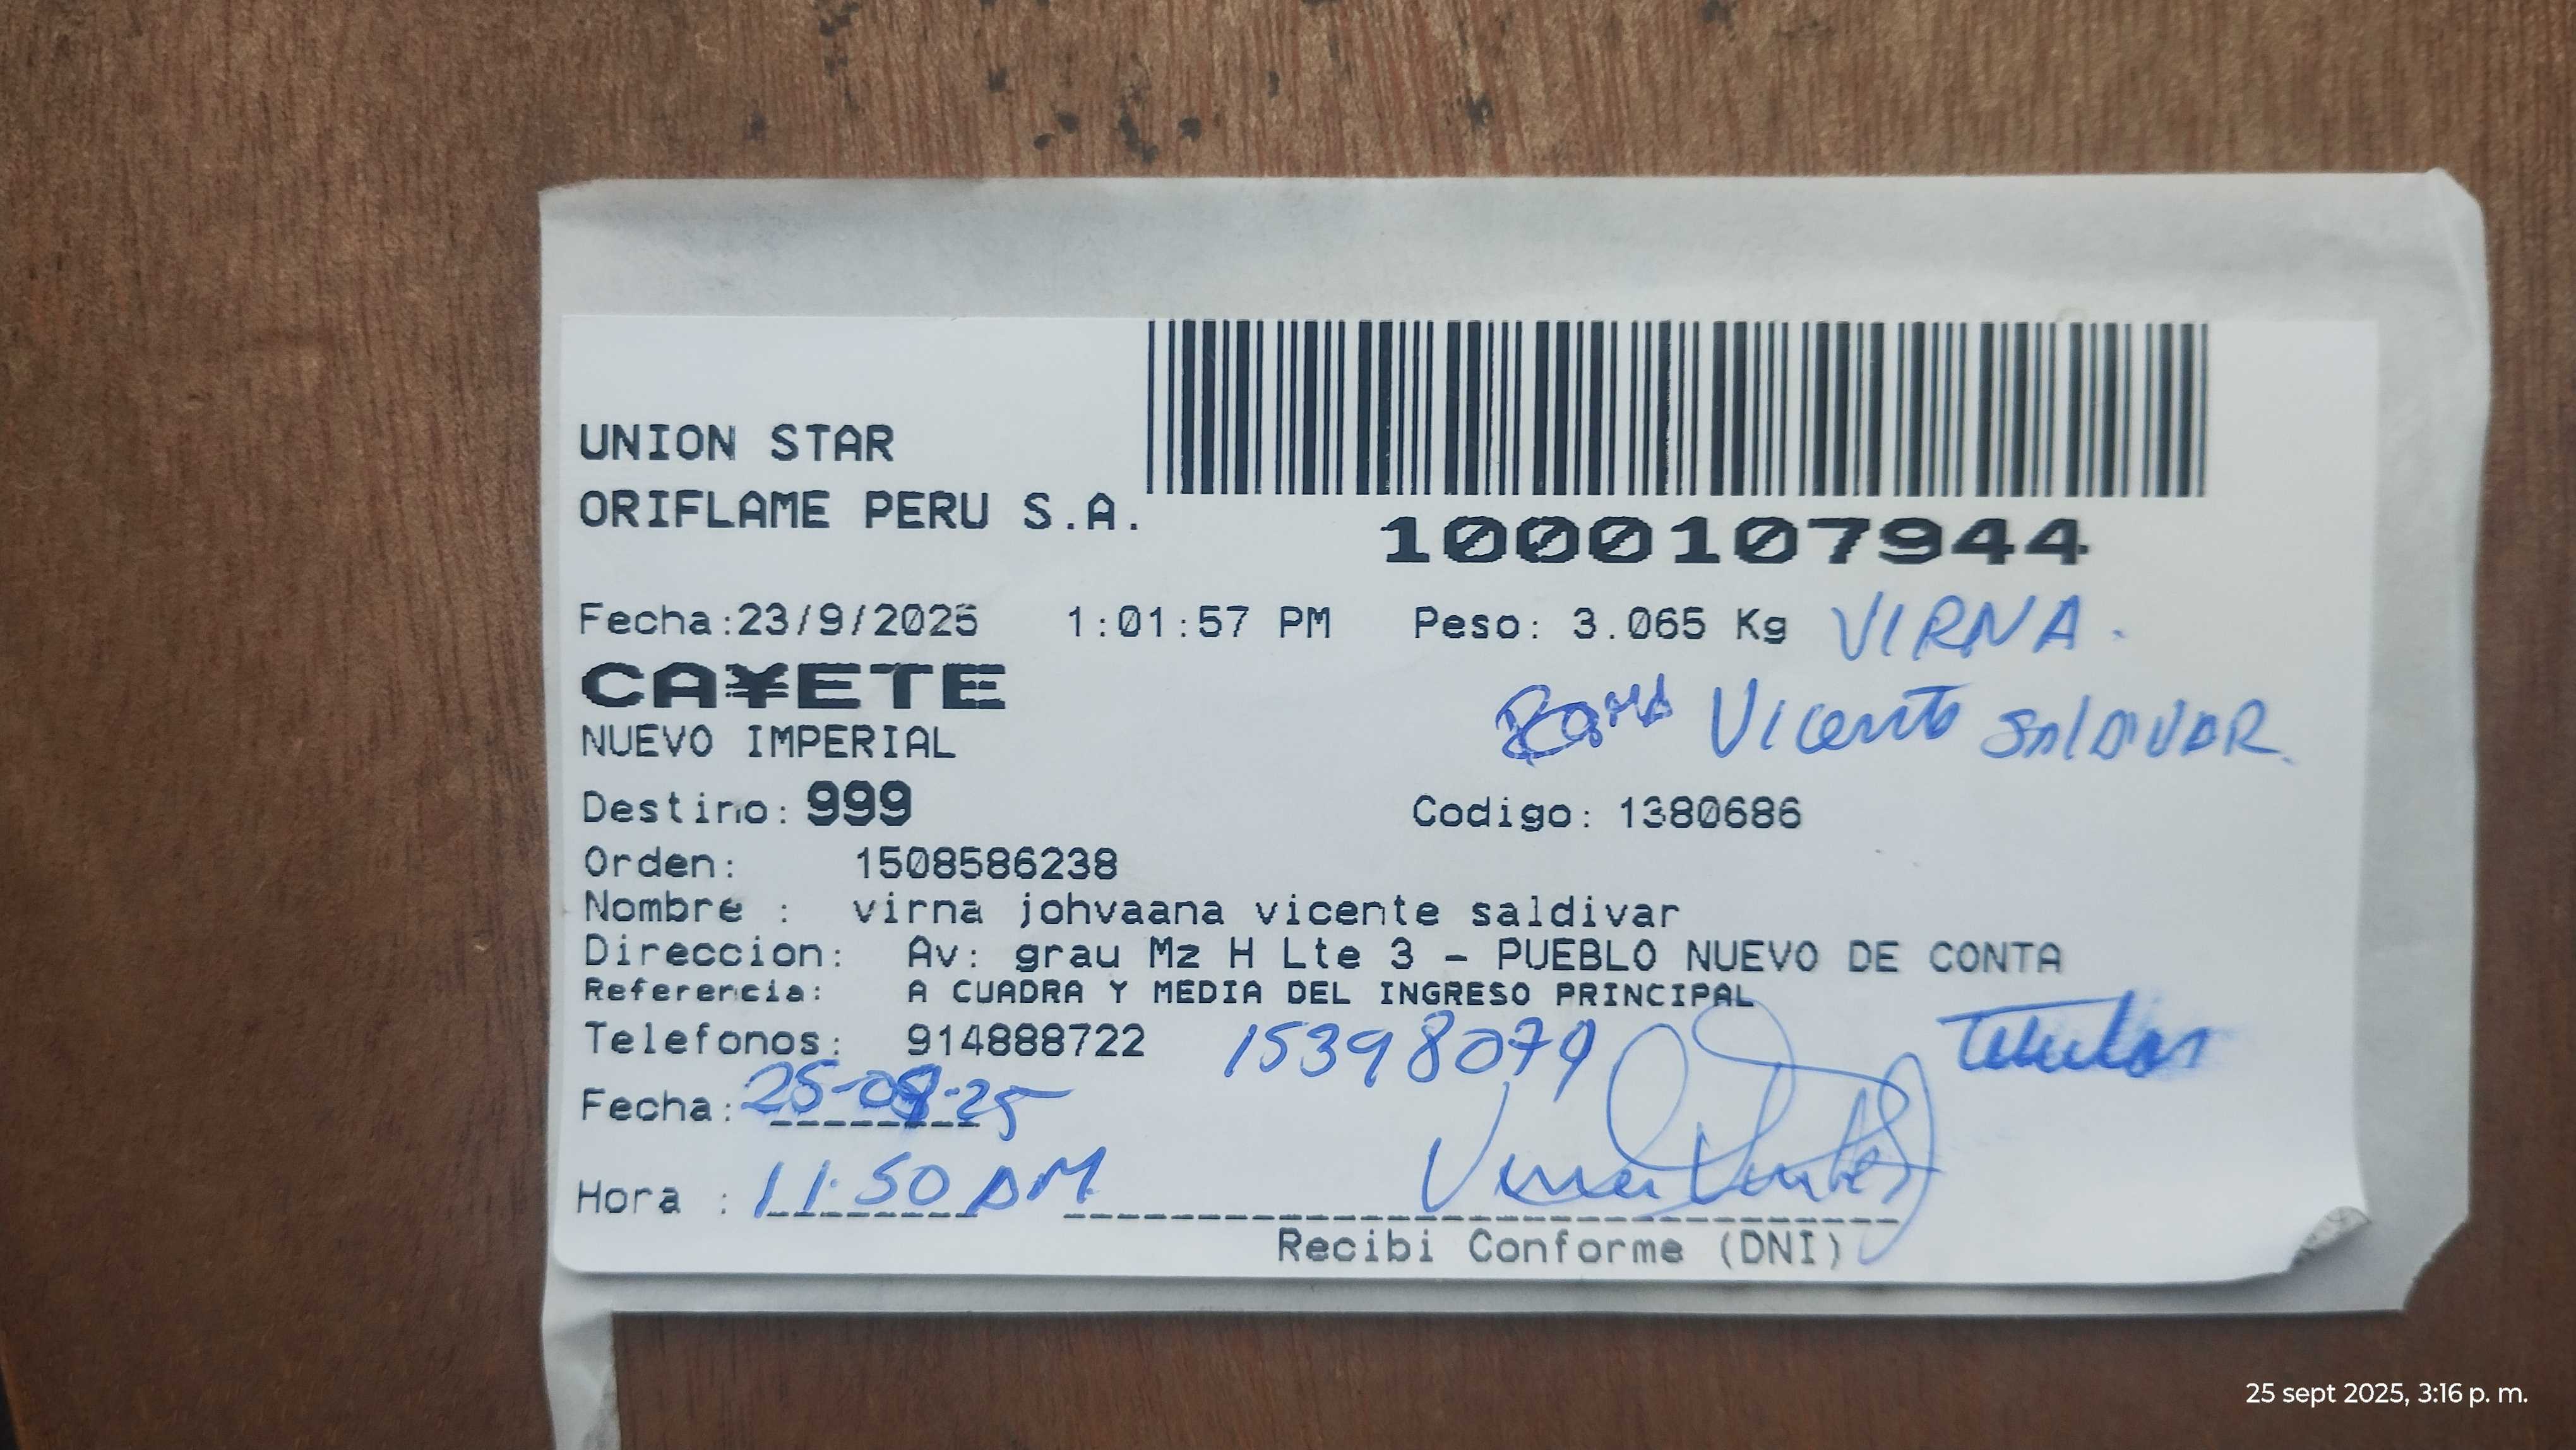 UNION STAR
ORIFLAME PERU S.A.
1000107944
Fecha:23/9/2025 1:01:57 PM Peso: 3.065 Kg VIRNA.
CA¥ETE
Vicente SALDIVAR
NUEVO IMPERIAL
Destino: 999 Codigo: 1380686
Orden: 1508586238
Nombre : virna johvaana vicente saldivar
Direccion: Av: grau Mz H Lte 3 - PUEBLO NUEVO DE CONTA
Referencia: A CUADRA Y MEDIA DEL INGRESO PRINCIPAL
Telefonos: 914888722 15398079 Titular
Fecha: 25-09-25
Hora : 11:50 AM
Recibi Conforme (DNI)
25 sept 2025, 3:16 p. m.